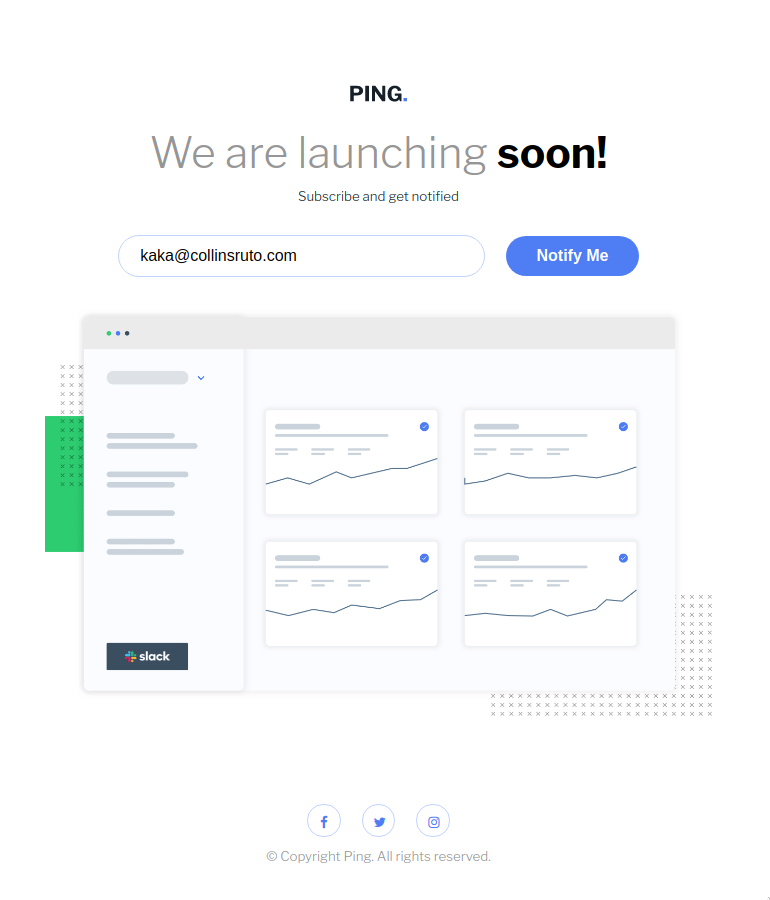 PING.
We are launching soon!
Subscribe and get notified
kaka@collinsruto.com
Notify Me
slack
© Copyright Ping. All rights reserved.